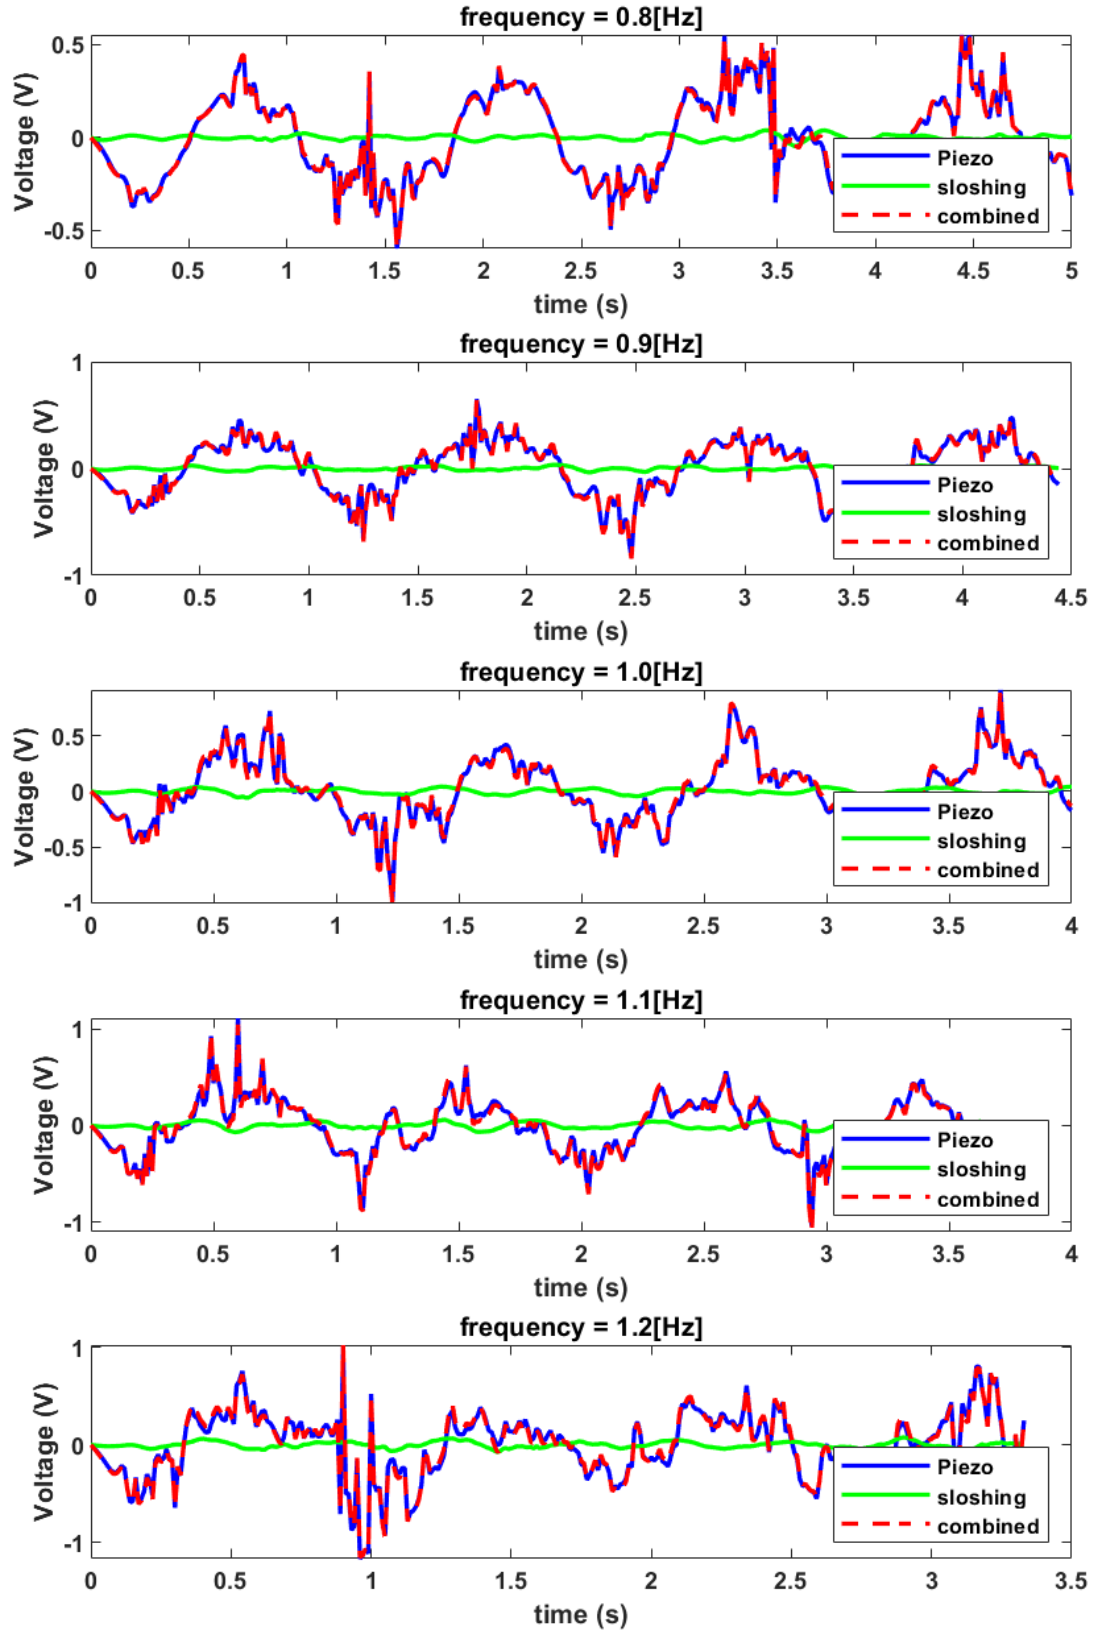 frequency = 0.8[Hz]
0.5
0
-0.5
Voltage (V)
Piezo
sloshing
combined
0 0.5 1 1.5 2 2.5 3 3.5 4 4.5 5
time (s)
frequency = 0.9[Hz]
1
0
-1
Voltage (V)
Piezo
sloshing
combined
0 0.5 1 1.5 2 2.5 3 3.5 4 4.5
time (s)
frequency = 1.0[Hz]
0.5
0
-0.5
-1
Voltage (V)
Piezo
sloshing
combined
0 0.5 1 1.5 2 2.5 3 3.5 4
time (s)
frequency = 1.1[Hz]
1
0
-1
Voltage (V)
Piezo
sloshing
combined
0 0.5 1 1.5 2 2.5 3 3.5 4
time (s)
frequency = 1.2[Hz]
1
0
-1
Voltage (V)
Piezo
sloshing
combined
0 0.5 1 1.5 2 2.5 3 3.5
time (s)